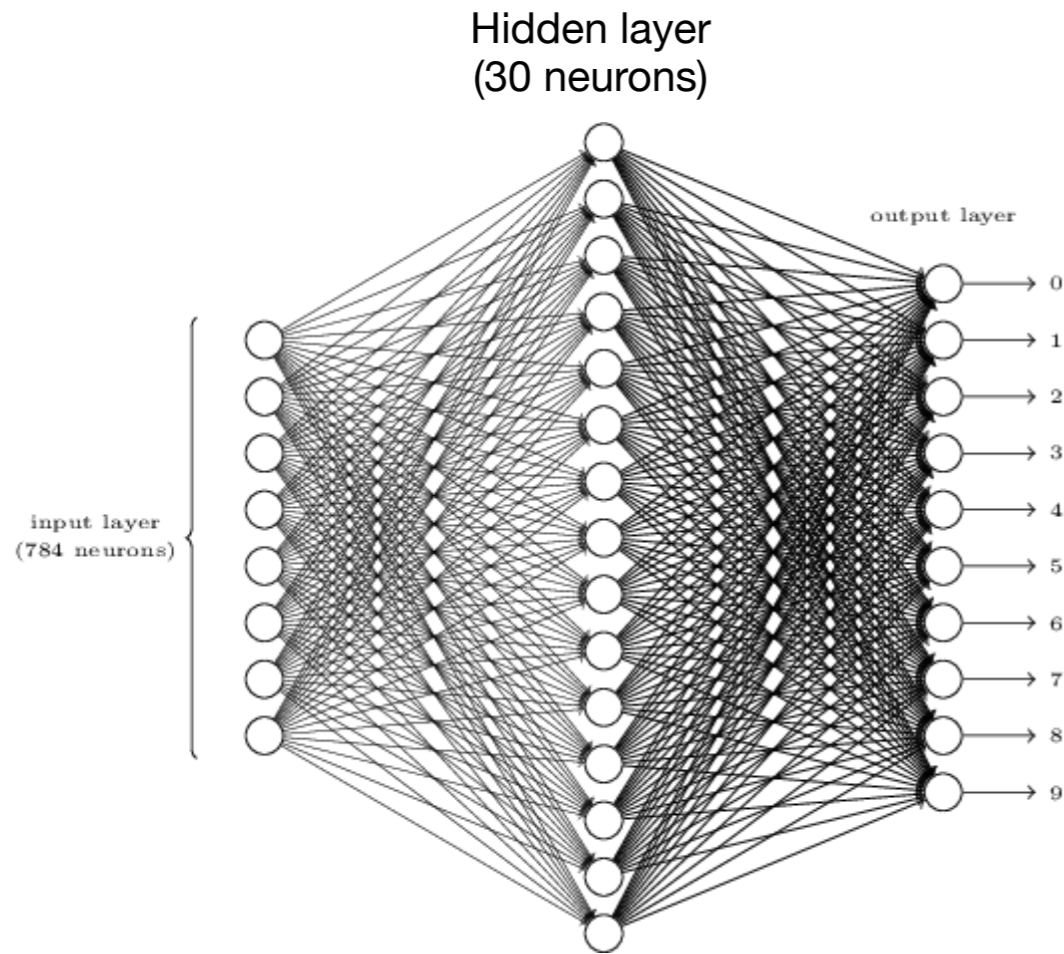 Hidden layer
(30 neurons)
output layer
0
1
2
3
4
input layer
(784 neurons)
5
6
7
8
9